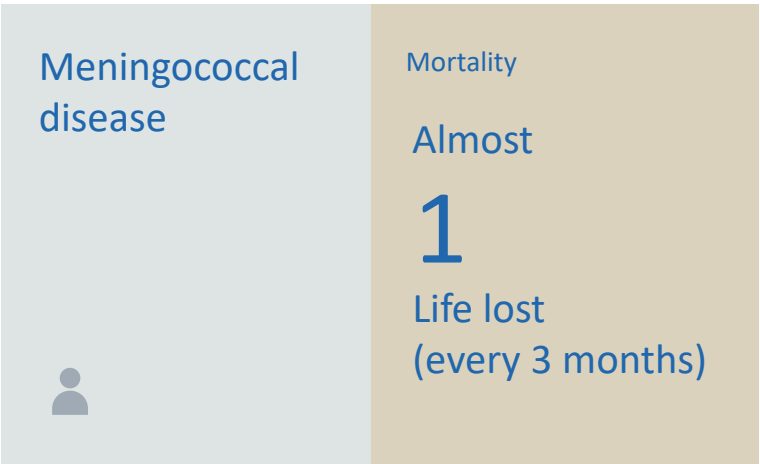 Meningococcal
disease
Mortality
Almost
1
Life lost
(every 3 months)